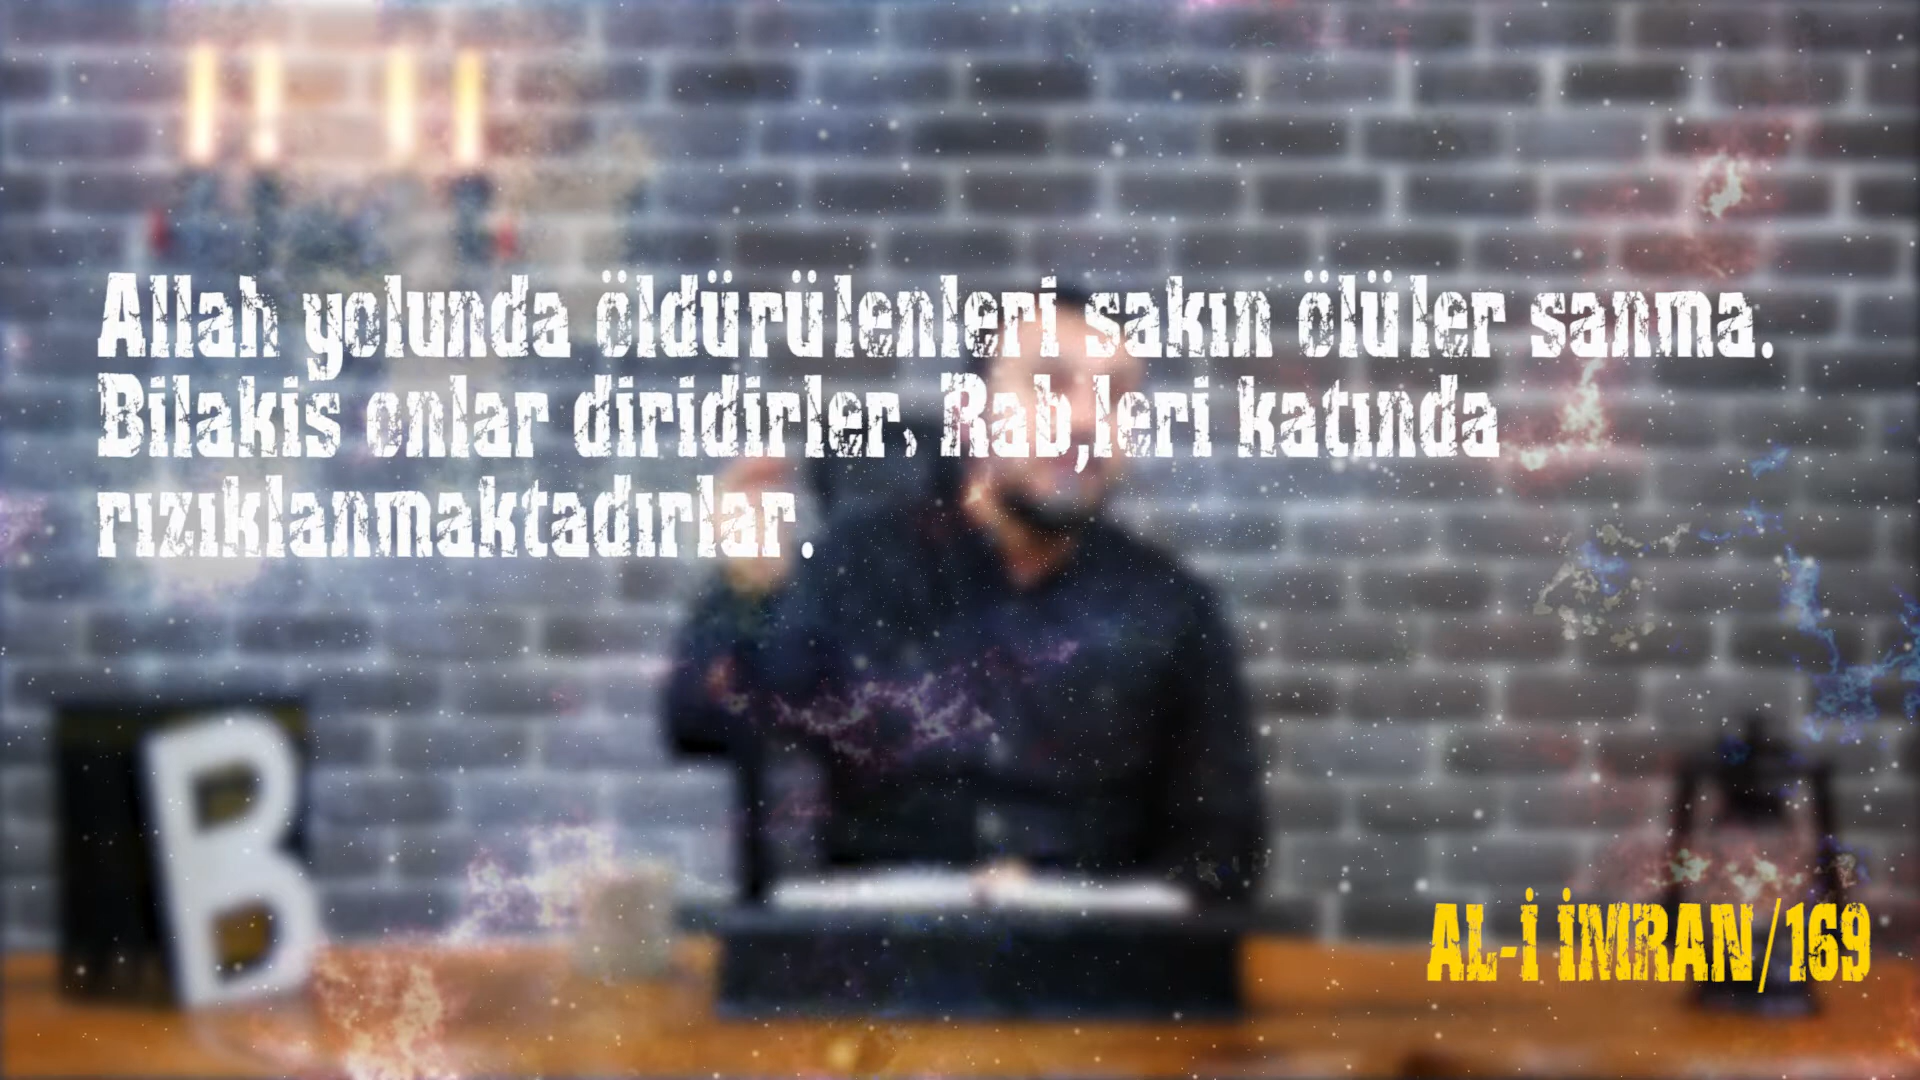 Allah yolunda öldürülenleri sakın ölüler sanma.
Bilakis onlar diridirler, Rab,leri katında
rızıklanmaktadırlar.
B
AL-İ İMRAN/169